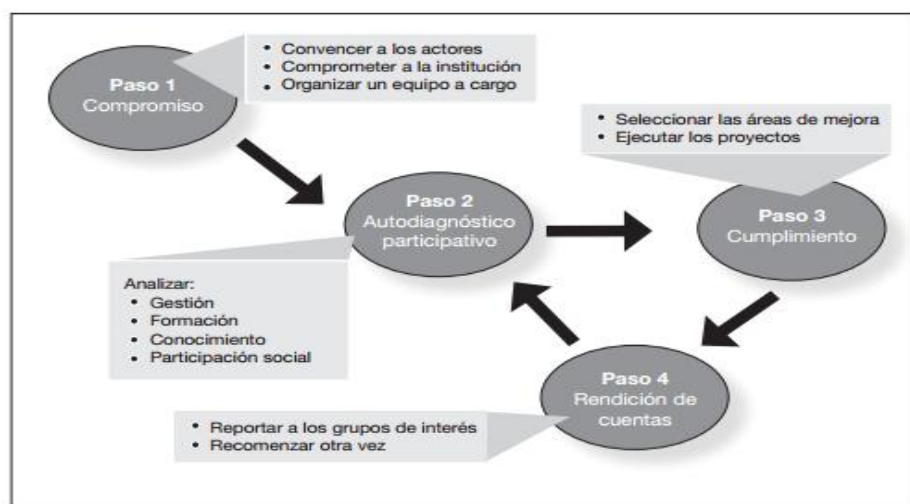 Paso 1
Compromiso
• Convencer a los actores
• Comprometer a la institución
• Organizar un equipo a cargo
Paso 2
Autodiagnóstico
participativo
Analizar:
• Gestión
• Formación
• Conocimiento
• Participación social
• Seleccionar las áreas de mejora
• Ejecutar los proyectos
Paso 3
Cumplimiento
Paso 4
Rendición de
cuentas
• Reportar a los grupos de interés
• Recomenzar otra vez